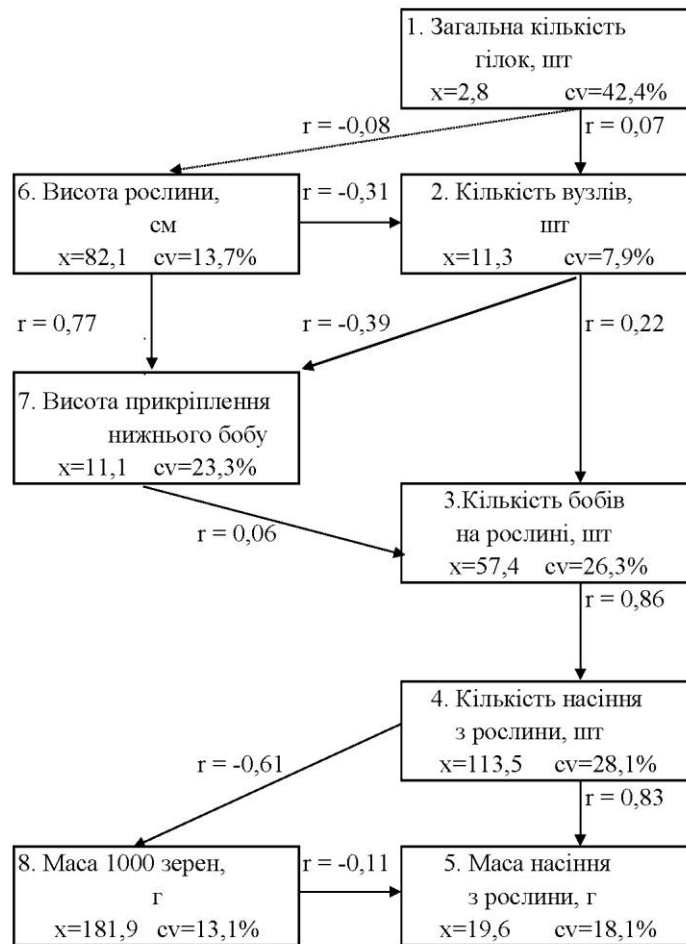 1. Загальна кількість
гілок, шт
x=2,8 cv=42,4%
r = -0,08
r = 0,07
6. Висота рослини,
см
x=82,1 cv=13,7%
r = -0,31
2. Кількість вузлів,
шт
x=11,3 cv=7,9%
r = 0,77
r = -0,39
r = 0,22
7. Висота прикріплення
нижнього бобу
x=11,1 cv=23,3%
r = 0,06
3.Кількість бобів
на рослині, шт
x=57,4 cv=26,3%
r = 0,86
4. Кількість насіння
з рослини, шт
x=113,5 cv=28,1%
r = -0,61
r = 0,83
8. Маса 1000 зерен,
г
x=181,9 cv=13,1%
r = -0,11
5. Маса насіння
з рослини, г
x=19,6 cv=18,1%